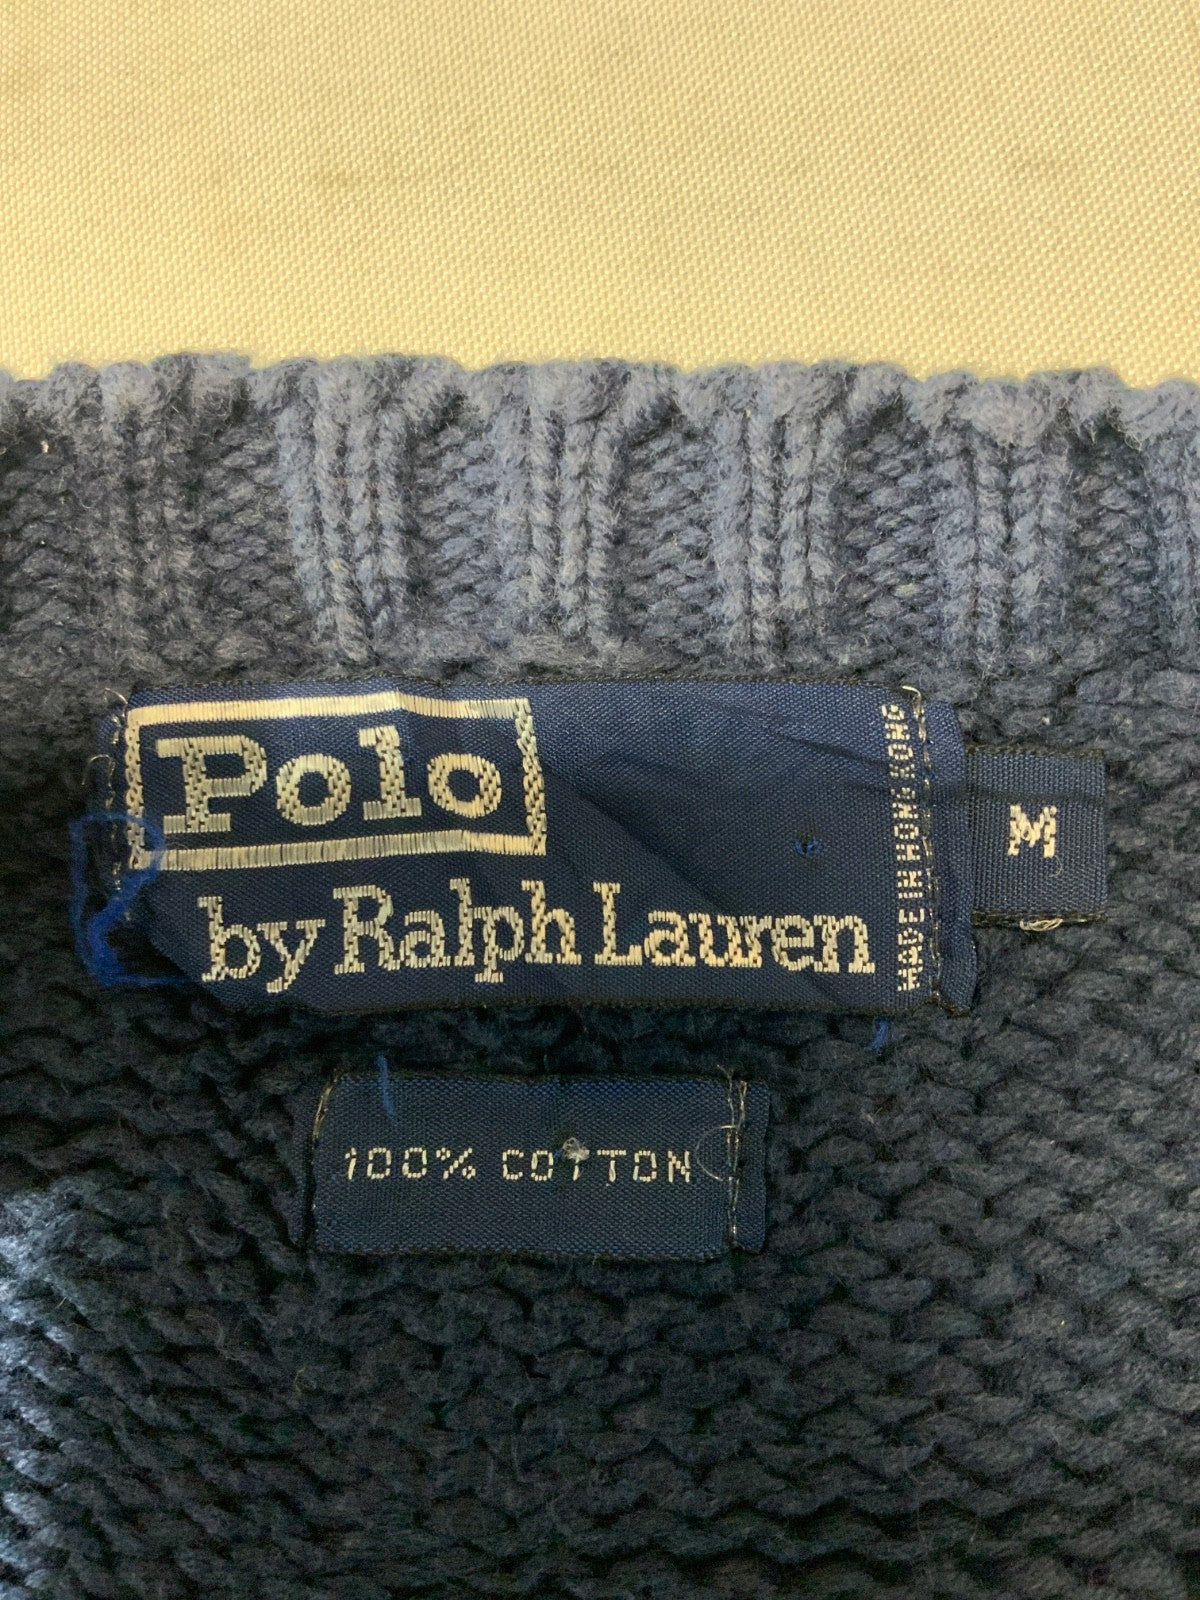 Polo
by Ralph Lauren
MADE IN HONG KONG
M
100% COTTON